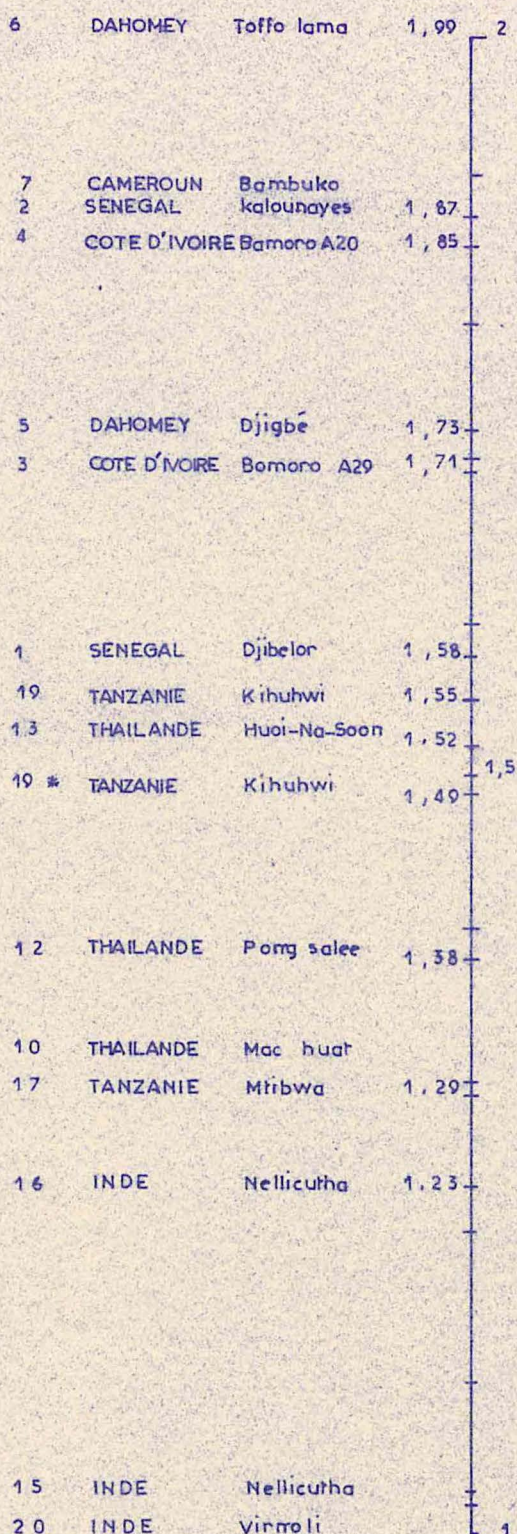 6 DAHOMEY Toffo lama 1,99 2
7 CAMEROUN Bambuko
2 SENEGAL kalounayes 1,87
4 COTE D'IVOIRE Bamoro A20 1,85
5 DAHOMEY Djigbé 1,73
3 COTE D'IVOIRE Bomoro A29 1,71
1 SENEGAL Djibelor 1,58
19 TANZANIE Kihuhwi 1,55
13 THAILANDE Huoi-Na-Soon 1,52
1,5
19 * TANZANIE Kihuhwi 1,49
12 THAILANDE Pong salee 1,38
10 THAILANDE Mac huat
17 TANZANIE Mtibwa 1.29
16 INDE Nellicutha 1.23
15 INDE Nellicutha
20 INDE Virnoli 1